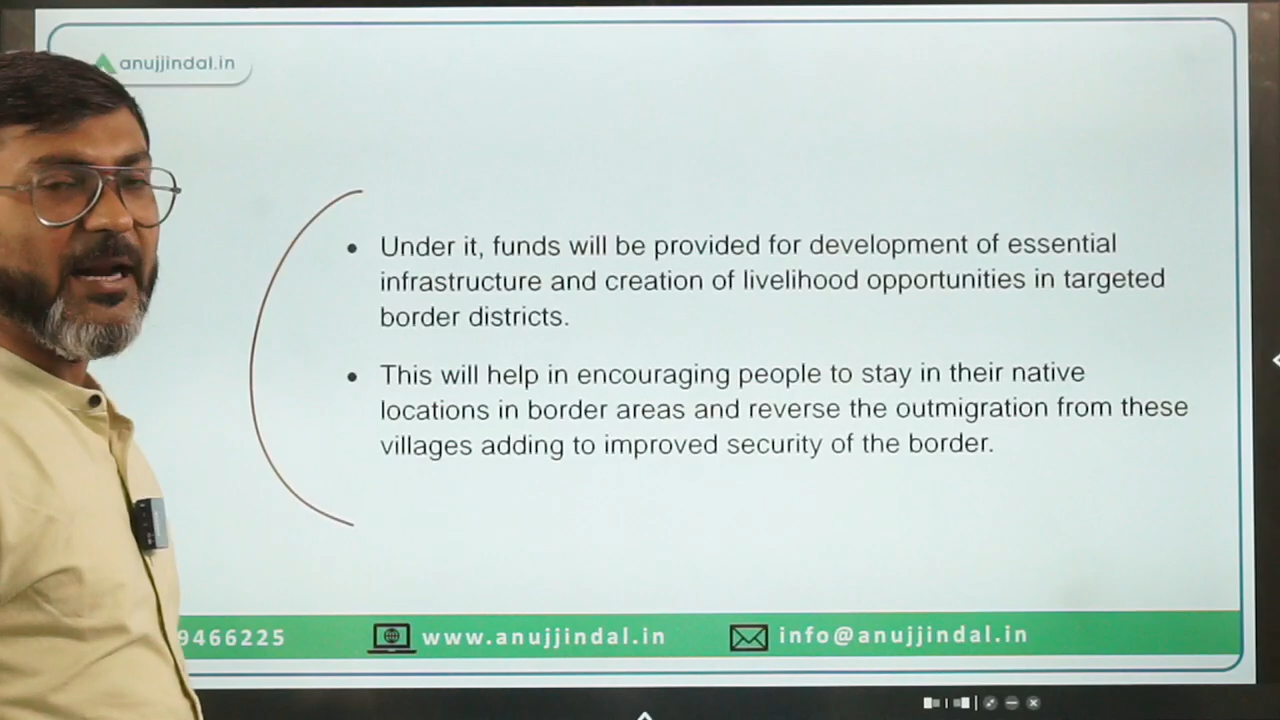 anujjindal.in
• Under it, funds will be provided for development of essential
infrastructure and creation of livelihood opportunities in targeted
border districts.
• This will help in encouraging people to stay in their native
locations in border areas and reverse the outmigration from these
villages adding to improved security of the border.
9466225 www.anujjindal.in info@anujjindal.in